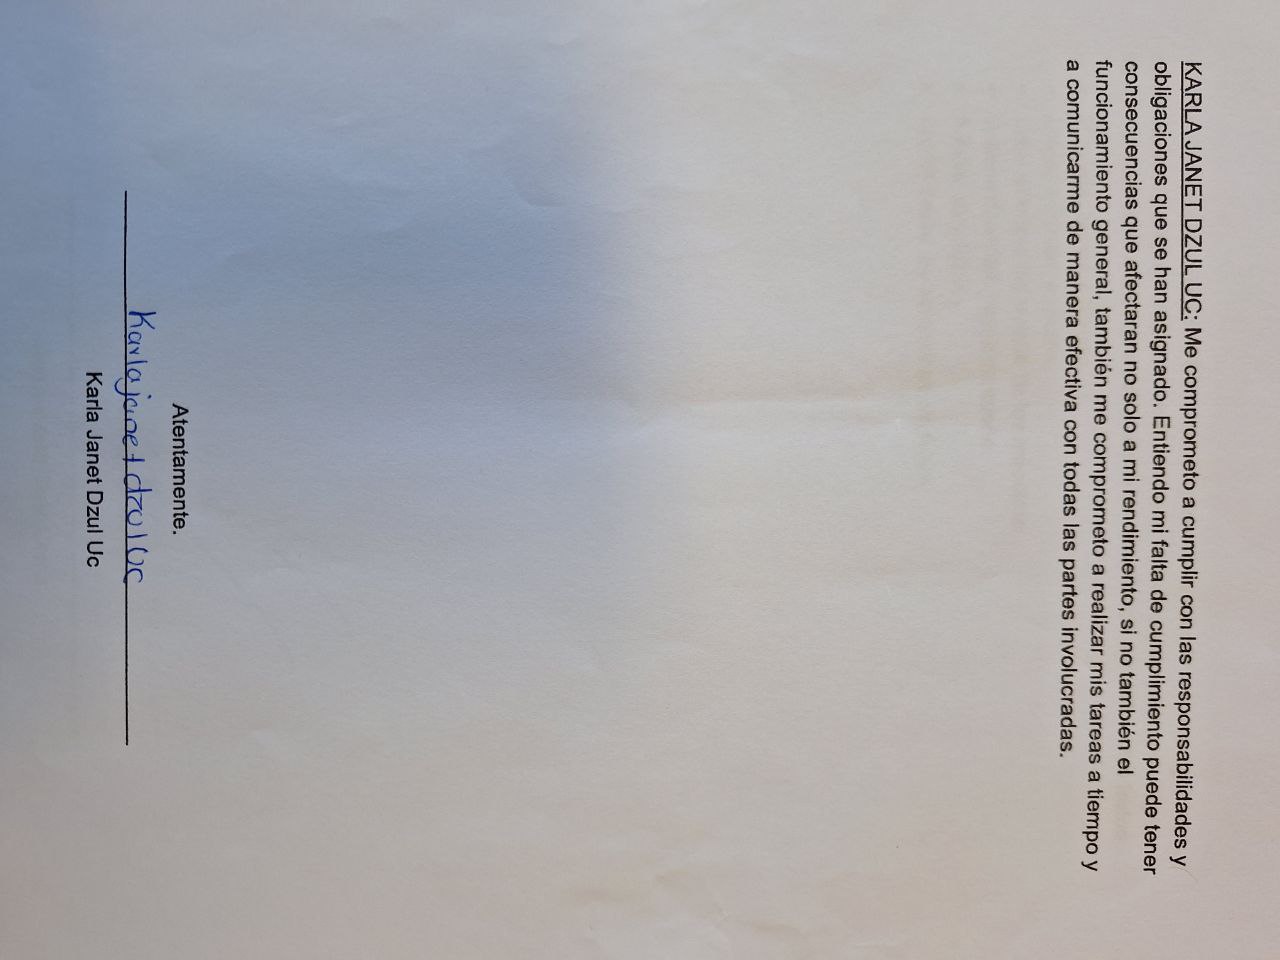 KARLA JANET DZUL UC: Me comprometo a cumplir con las responsabilidades y
obligaciones que se han asignado. Entiendo mi falta de cumplimiento puede tener
consecuencias que afectaran no solo a mi rendimiento, si no también el
funcionamiento general, también me comprometo a realizar mis tareas a tiempo y
a comunicarme de manera efectiva con todas las partes involucradas.
Atentamente.
Karla janet dzul Uc
Karla Janet Dzul Uc